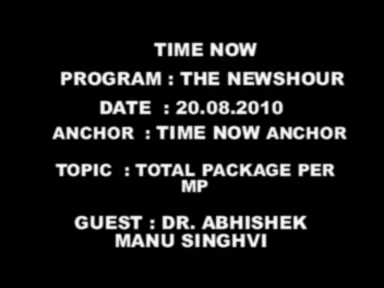 TIME NOW
PROGRAM : THE NEWSHOUR
DATE : 20.08.2010
ANCHOR : TIME NOW ANCHOR
TOPIC : TOTAL PACKAGE PER
MP
GUEST : DR. ABHISHEK
MANU SINGHVI